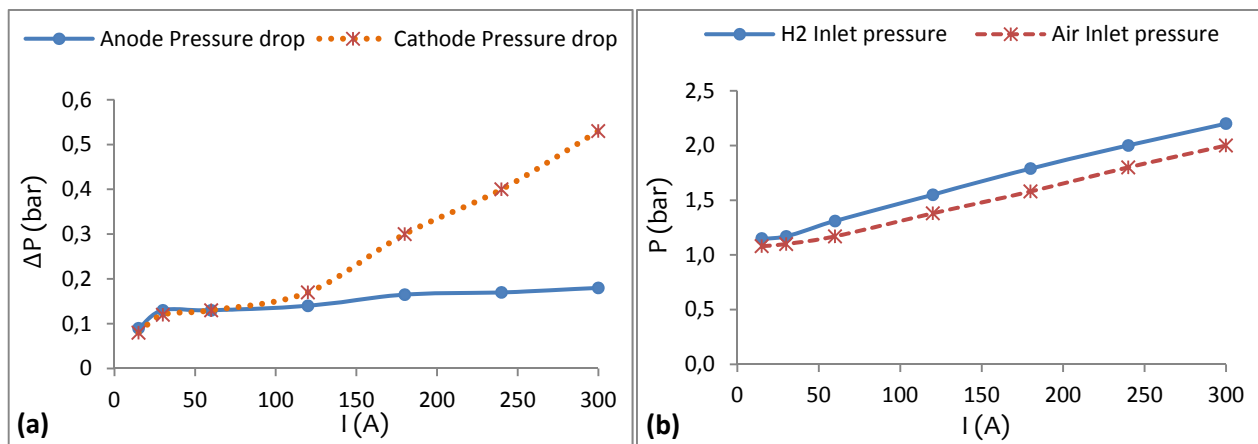 Anode Pressure drop Cathode Pressure drop
0,6
0,5
0,4
0,3
0,2
0,1
0
ΔP (bar)
0 50 100 150 200 250 300
I (A)
(a)
H2 Inlet pressure Air Inlet pressure
2,5
2,0
1,5
1,0
0,5
0,0
P (bar)
0 50 100 150 200 250 300
I (A)
(b)